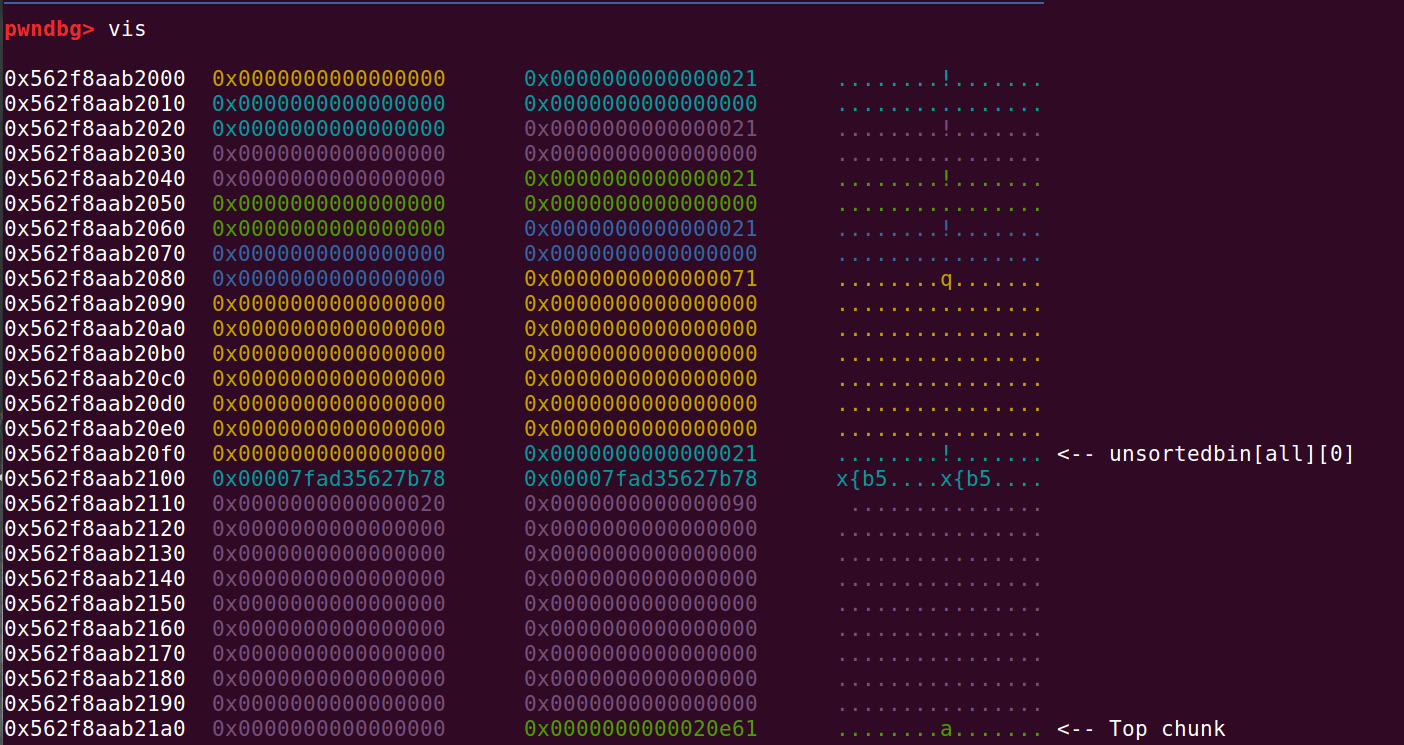 pwndbg> vis
0x562f8aab2000 0x0000000000000000 0x0000000000000021 ........!.......
0x562f8aab2010 0x0000000000000000 0x0000000000000000 ................
0x562f8aab2020 0x0000000000000000 0x0000000000000021 ........!.......
0x562f8aab2030 0x0000000000000000 0x0000000000000000 ................
0x562f8aab2040 0x0000000000000000 0x0000000000000021 ........!.......
0x562f8aab2050 0x0000000000000000 0x0000000000000000 ................
0x562f8aab2060 0x0000000000000000 0x0000000000000021 ........!.......
0x562f8aab2070 0x0000000000000000 0x0000000000000000 ................
0x562f8aab2080 0x0000000000000000 0x0000000000000071 ........q.......
0x562f8aab2090 0x0000000000000000 0x0000000000000000 ................
0x562f8aab20a0 0x0000000000000000 0x0000000000000000 ................
0x562f8aab20b0 0x0000000000000000 0x0000000000000000 ................
0x562f8aab20c0 0x0000000000000000 0x0000000000000000 ................
0x562f8aab20d0 0x0000000000000000 0x0000000000000000 ................
0x562f8aab20e0 0x0000000000000000 0x0000000000000000 ................
0x562f8aab20f0 0x0000000000000000 0x0000000000000021 ........!....... <-- unsortedbin[all][0]
0x562f8aab2100 0x00007fad35627b78 0x00007fad35627b78 x{b5....x{b5....
0x562f8aab2110 0x0000000000000020 0x0000000000000090  ...............
0x562f8aab2120 0x0000000000000000 0x0000000000000000 ................
0x562f8aab2130 0x0000000000000000 0x0000000000000000 ................
0x562f8aab2140 0x0000000000000000 0x0000000000000000 ................
0x562f8aab2150 0x0000000000000000 0x0000000000000000 ................
0x562f8aab2160 0x0000000000000000 0x0000000000000000 ................
0x562f8aab2170 0x0000000000000000 0x0000000000000000 ................
0x562f8aab2180 0x0000000000000000 0x0000000000000000 ................
0x562f8aab2190 0x0000000000000000 0x0000000000000000 ................
0x562f8aab21a0 0x0000000000000000 0x0000000000020e61 ........a....... <-- Top chunk